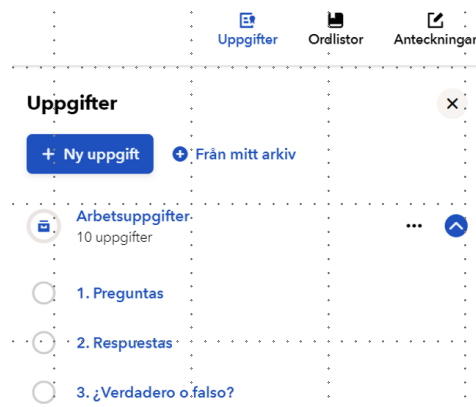 Uppgifter Ordlistor Anteckningar
Uppgifter
Ny uppgift Från mitt arkiv
Arbetsuppgifter
10 uppgifter
1. Preguntas
2. Respuestas
3. ¿Verdadero o falso?